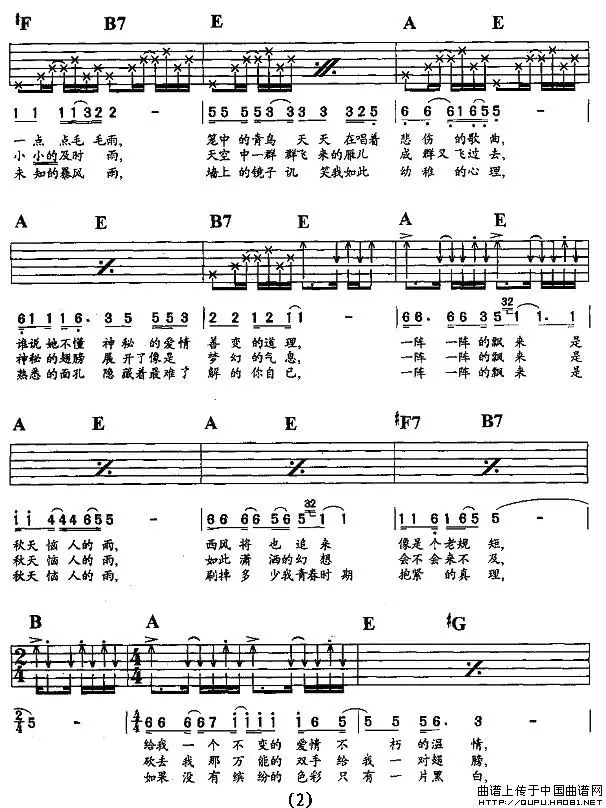 ♯F B7 E A E
1 1 1 1 3 2 2 2 - 5 5 5 5 3 3 3 3 3 2 5 6 6 6 1 6 5 5
一点 点毛 毛雨, 笼中的青鸟 天天在唱着 悲伤的歌曲,
小小的及时 雨, 天空中一群群飞来的雁儿 成群又飞过去,
未知的暴风 雨, 墙上的镜子讥 笑我如此 幼稚的心理,
A E B7 A E
6 1 1 1 6. 3 5 5 5 3 2 2 1 2 1 1 - 6 6. 6 6 3 5 32 1 1. 1
谁说她不懂 神秘的爱情 善变的道理, 一阵 一阵的飘来 是
神秘的翅膀 展开了像是 梦幻的气息, 一阵 一阵的飘来 是
熟悉的面孔 隐藏着最难了 解的你自己, 一阵 一阵的飘来 是
A E A E ♯F7 B7
1 1 4 4 4 6 5 5 5 - 6 6 6 6 5 6 5 32 1 1 1 1 6 1 6 5 5 -
秋天恼 人的雨, 西风将 也 追来 像是个老规 矩,
秋天恼 人的雨, 如此潇 洒的幻想 会不会来不 及,
秋天恼 人的雨, 刷掉多 少我青春时期 抱紧 的真 理,
B A E ♯G
2/4 5 - 4/4 6 6 6 6 7 1 1 1 1 1 6 5 5 5 5 6. 3 -
给我 一个 不变的 爱情不 朽的温 情,
砍去我 那万能的 双手给 我一对翅 膀,
如果没 有缤纷的 色彩只 有一片黑 白
(2)
曲谱上传于中国曲谱网
HTTP://WWW.QUPU.PAOB1.NET